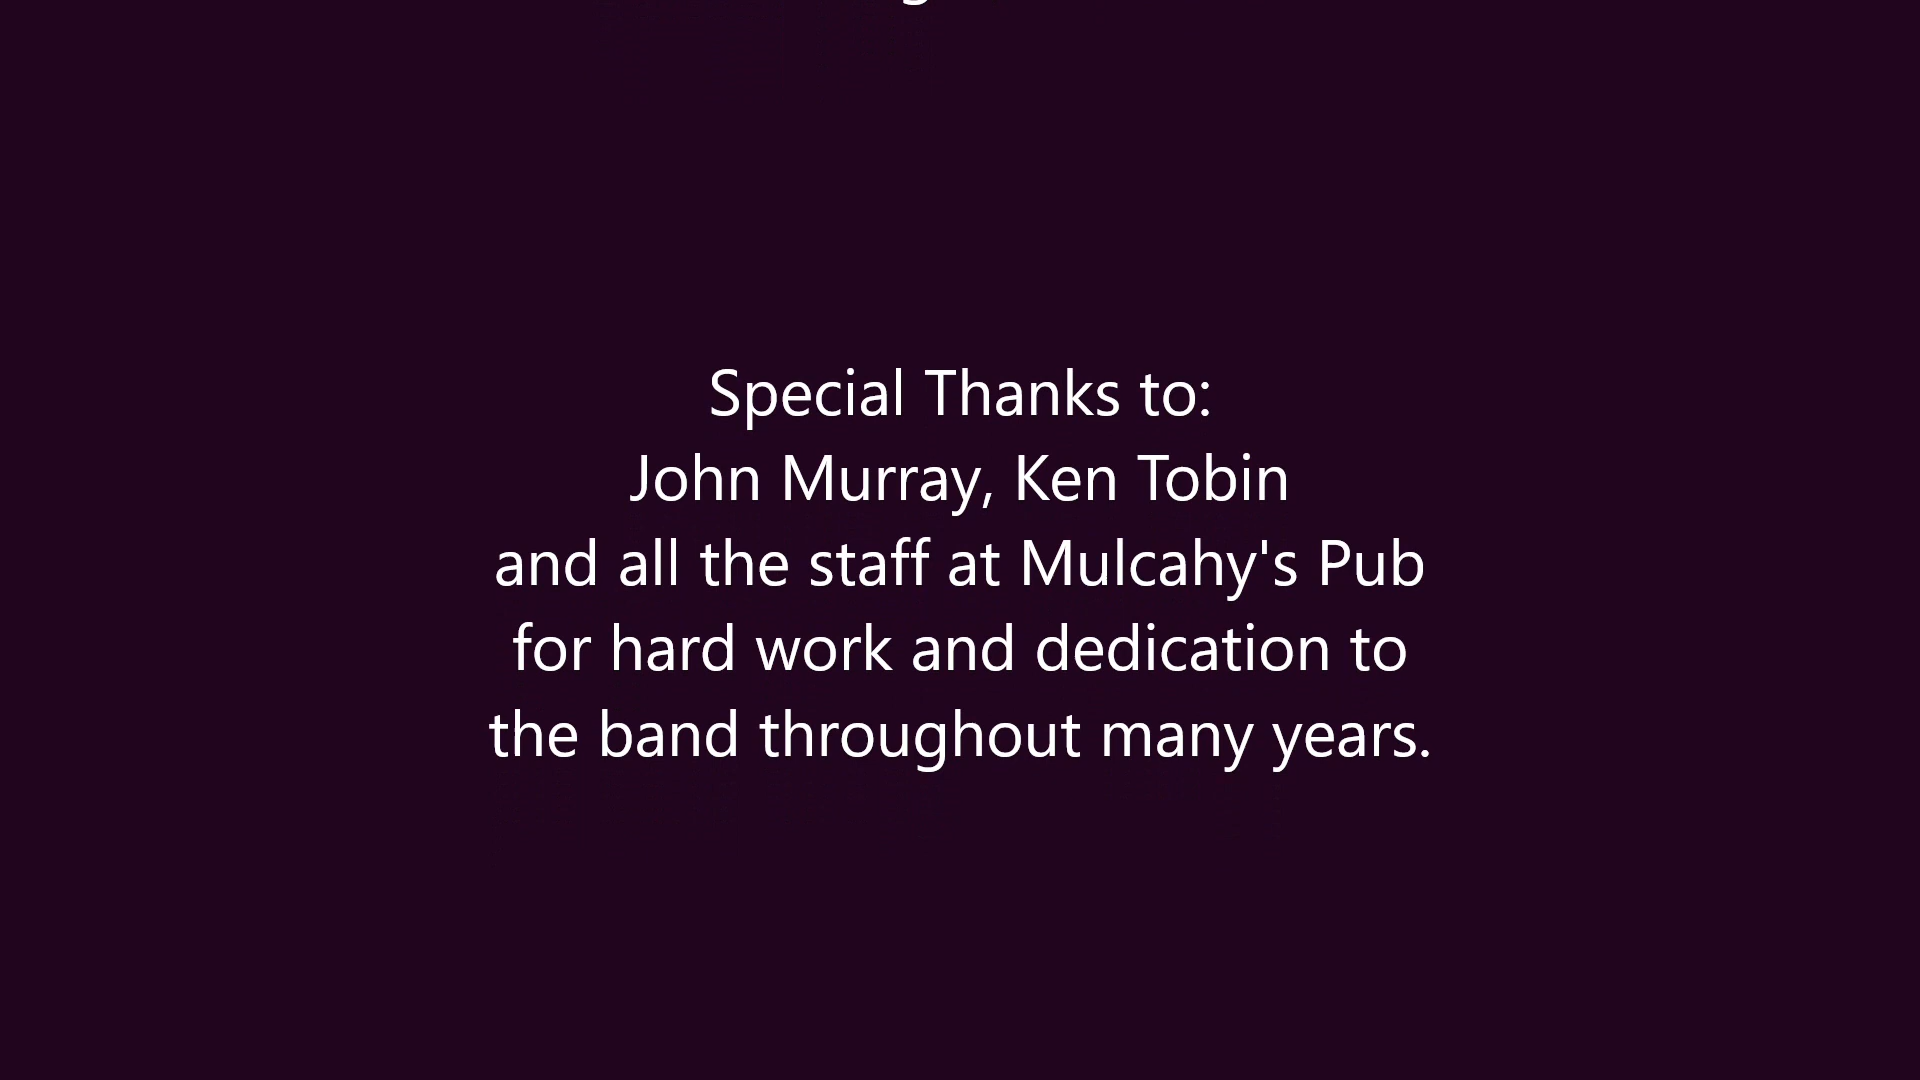 Special Thanks to:
John Murray, Ken Tobin
and all the staff at Mulcahy's Pub
for hard work and dedication to
the band throughout many years.